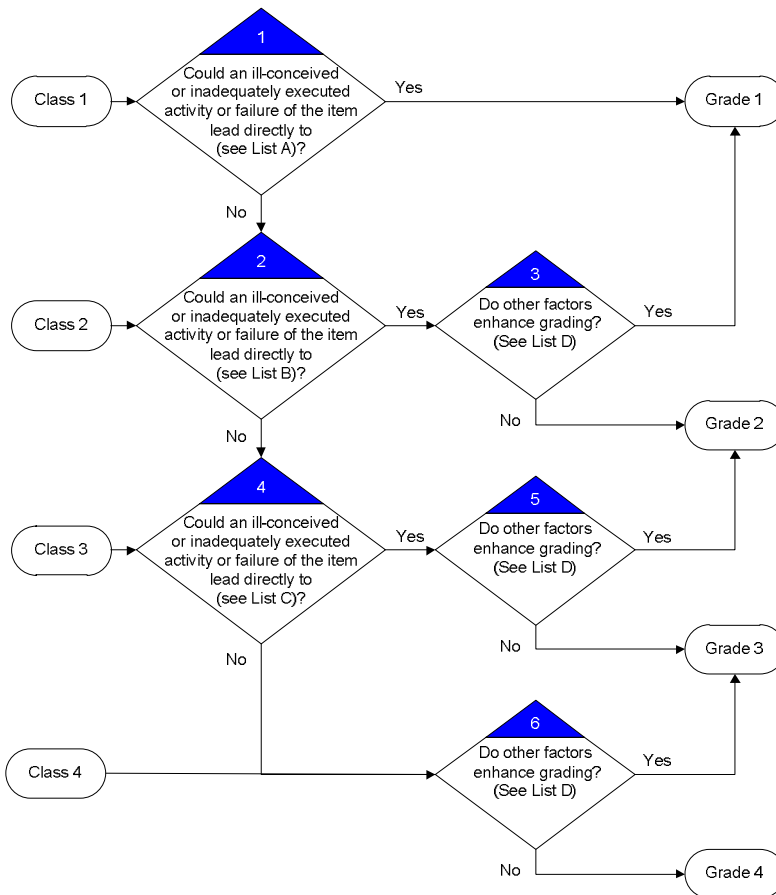 1
Could an ill-conceived
or inadequately executed
activity or failure of the item
lead directly to
(see List A)?
Class 1
Yes
Grade 1
No
2
Could an ill-conceived
or inadequately executed
activity or failure of the item
lead directly to
(see List B)?
Class 2
Yes
3
Do other factors
enhance grading?
(See List D)
Yes
No
Grade 2
No
4
Could an ill-conceived
or inadequately executed
activity or failure of the item
lead directly to
(see List C)?
Class 3
Yes
5
Do other factors
enhance grading?
(See List D)
Yes
No
Grade 3
No
6
Do other factors
enhance grading?
(See List D)
Class 4
Yes
No
Grade 4